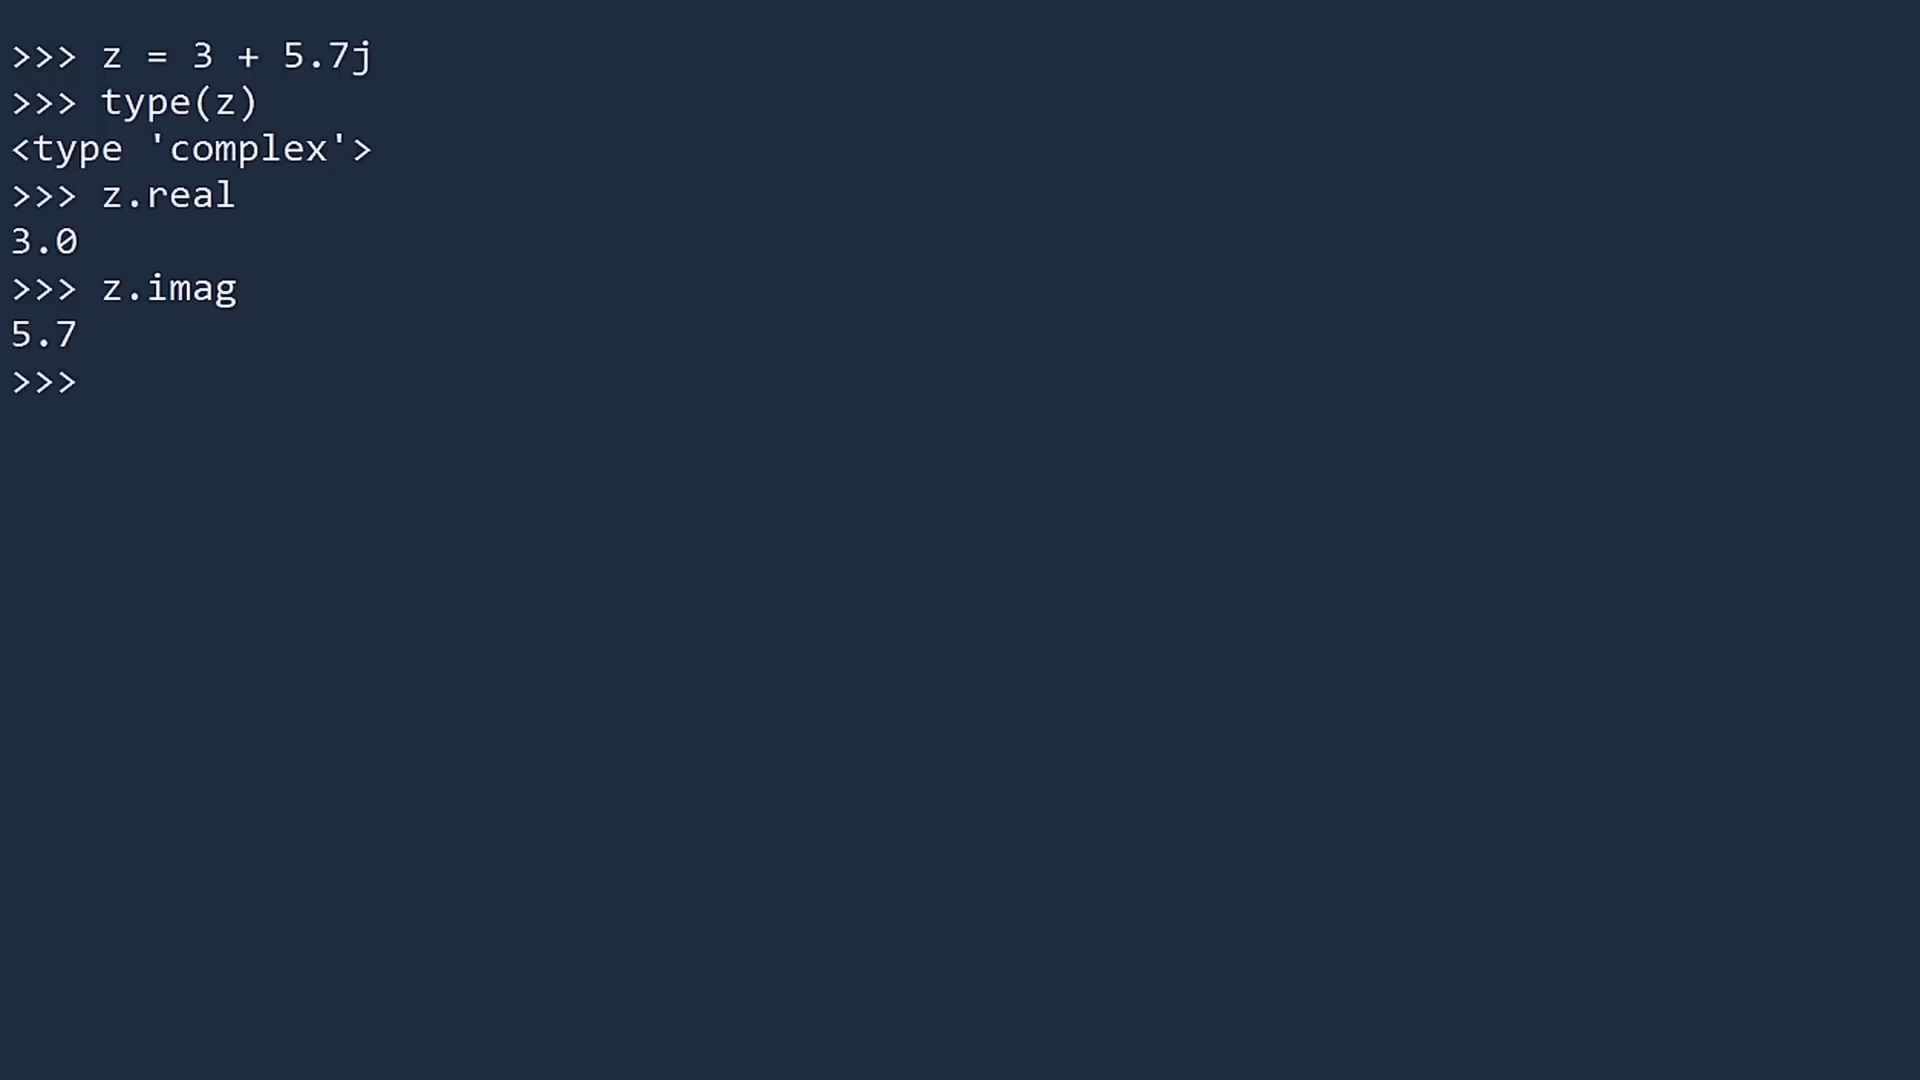 >>> z = 3 + 5.7j
>>> type(z)
<type 'complex'>
>>> z.real
3.0
>>> z.imag
5.7
>>>